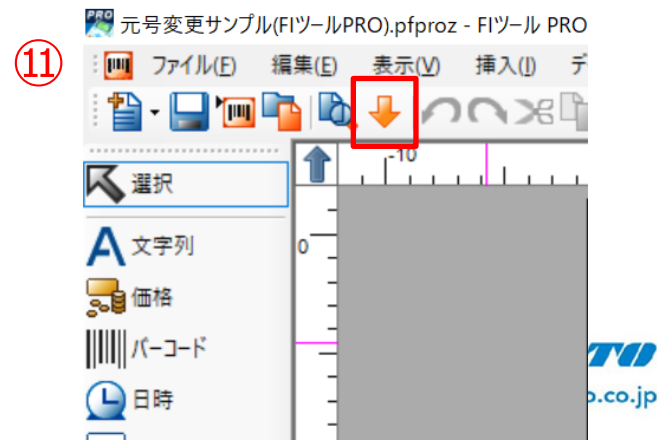 元号変更サンプル(FIツールPRO).pfproz - FIツール PRO
⑪
ファイル(F) 編集(E) 表示(V) 挿入(I) デ
-10
選択
文字列
0
価格
バーコード
日時
.co.jp